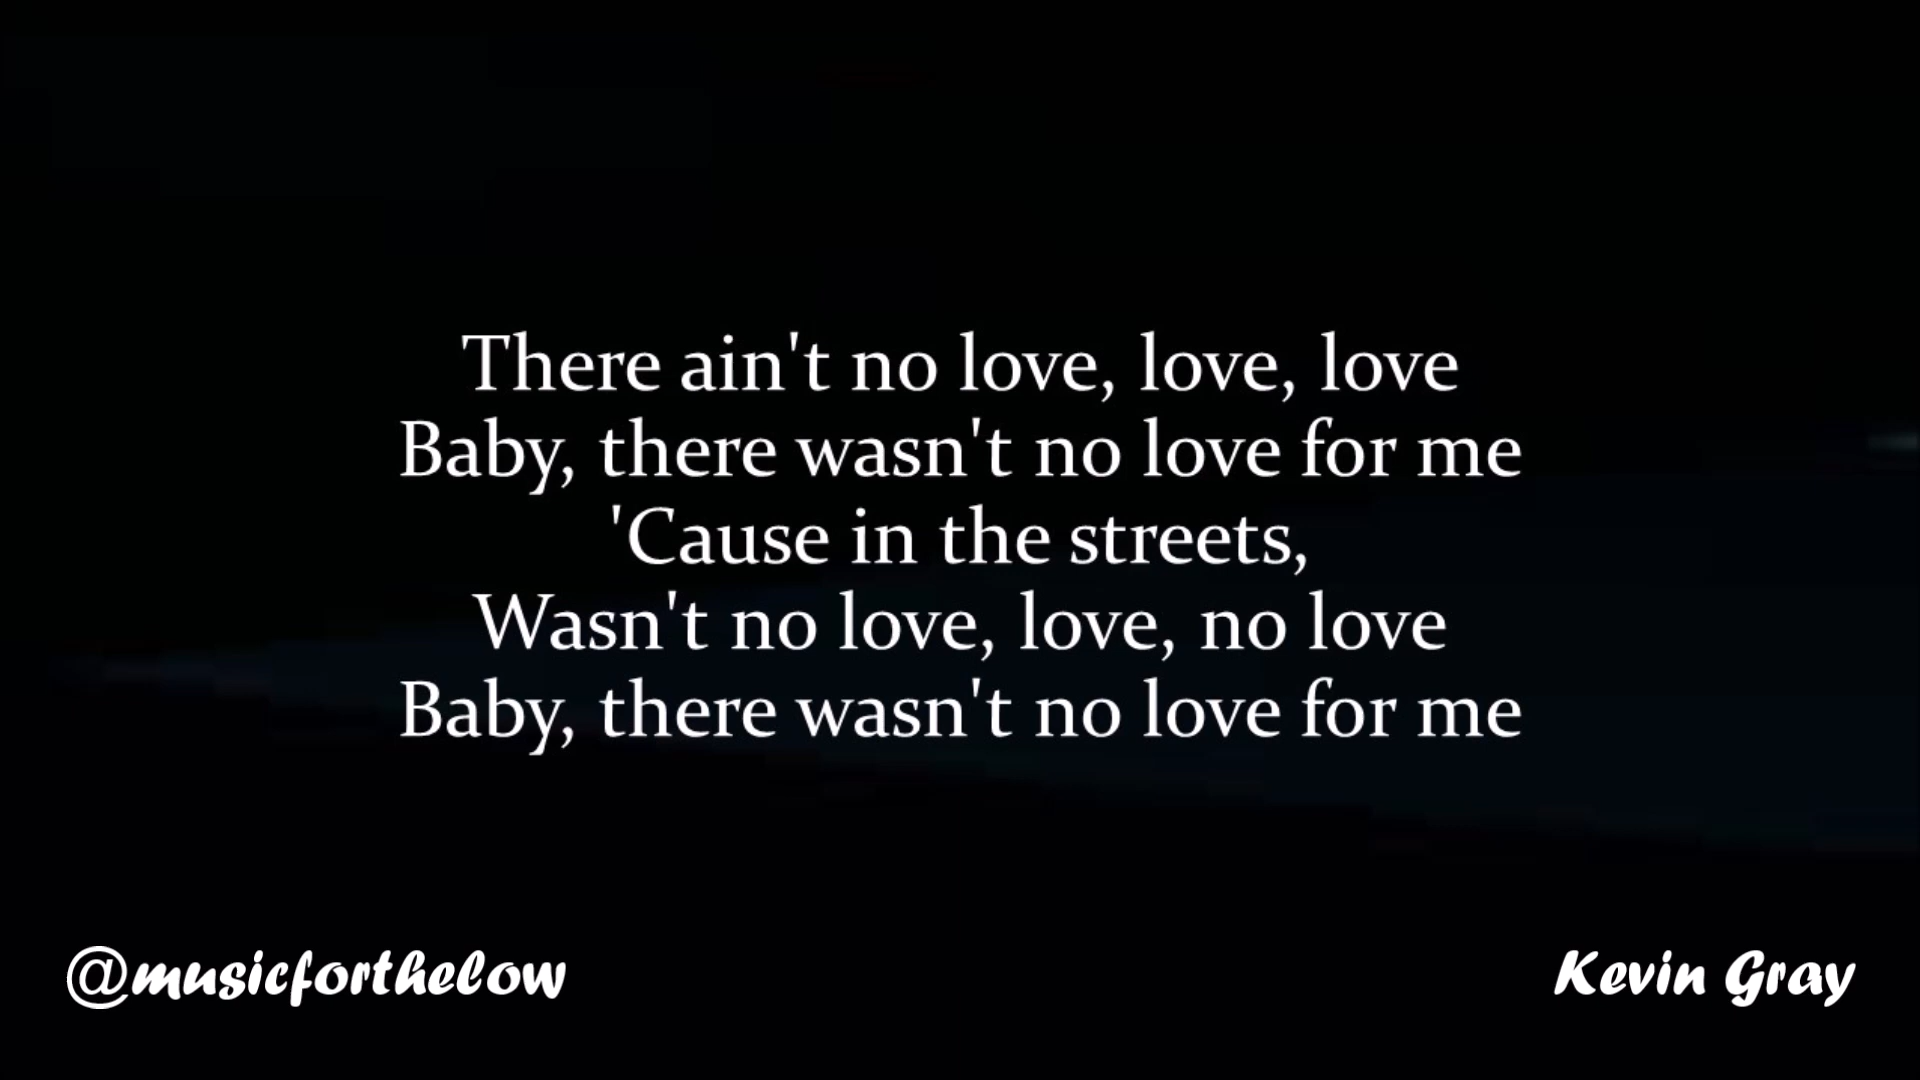 There ain't no love, love, love
Baby, there wasn't no love for me
'Cause in the streets,
Wasn't no love, love, no love
Baby, there wasn't no love for me
@musicforthelow
Kevin Gray